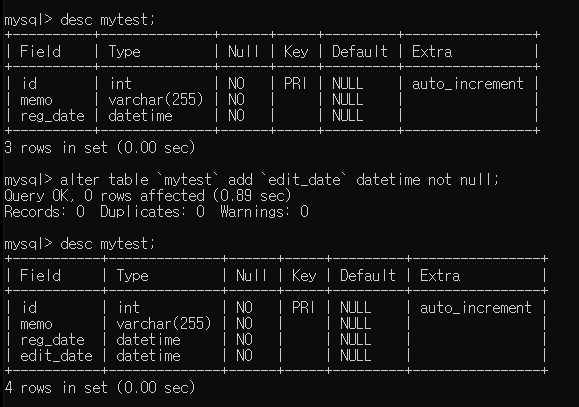 mysql> desc mytest;
+-----------+--------------+------+-----+---------+----------------+
| Field     | Type         | Null | Key | Default | Extra          |
+-----------+--------------+------+-----+---------+----------------+
| id        | int          | NO   | PRI | NULL    | auto_increment |
| memo      | varchar(255) | NO   |     | NULL    |                |
| reg_date  | datetime     | NO   |     | NULL    |                |
+-----------+--------------+------+-----+---------+----------------+
3 rows in set (0.00 sec)
mysql> alter table `mytest` add `edit_date` datetime not null;
Query OK, 0 rows affected (0.89 sec)
Records: 0  Duplicates: 0  Warnings: 0
mysql> desc mytest;
+-----------+--------------+------+-----+---------+----------------+
| Field     | Type         | Null | Key | Default | Extra          |
+-----------+--------------+------+-----+---------+----------------+
| id        | int          | NO   | PRI | NULL    | auto_increment |
| memo      | varchar(255) | NO   |     | NULL    |                |
| reg_date  | datetime     | NO   |     | NULL    |                |
| edit_date | datetime     | NO   |     | NULL    |                |
+-----------+--------------+------+-----+---------+----------------+
4 rows in set (0.00 sec)